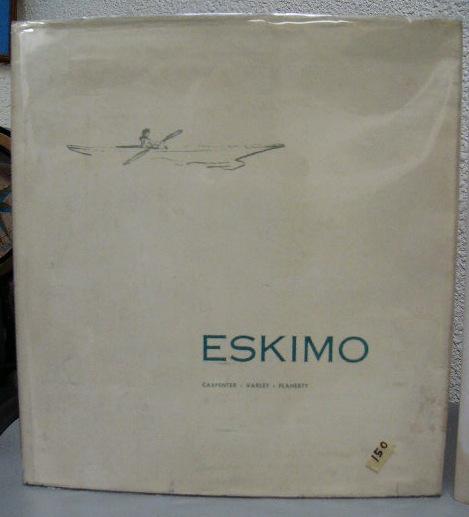 ESKIMO
CARPENTER · VARLEY · FLAHERTY
150